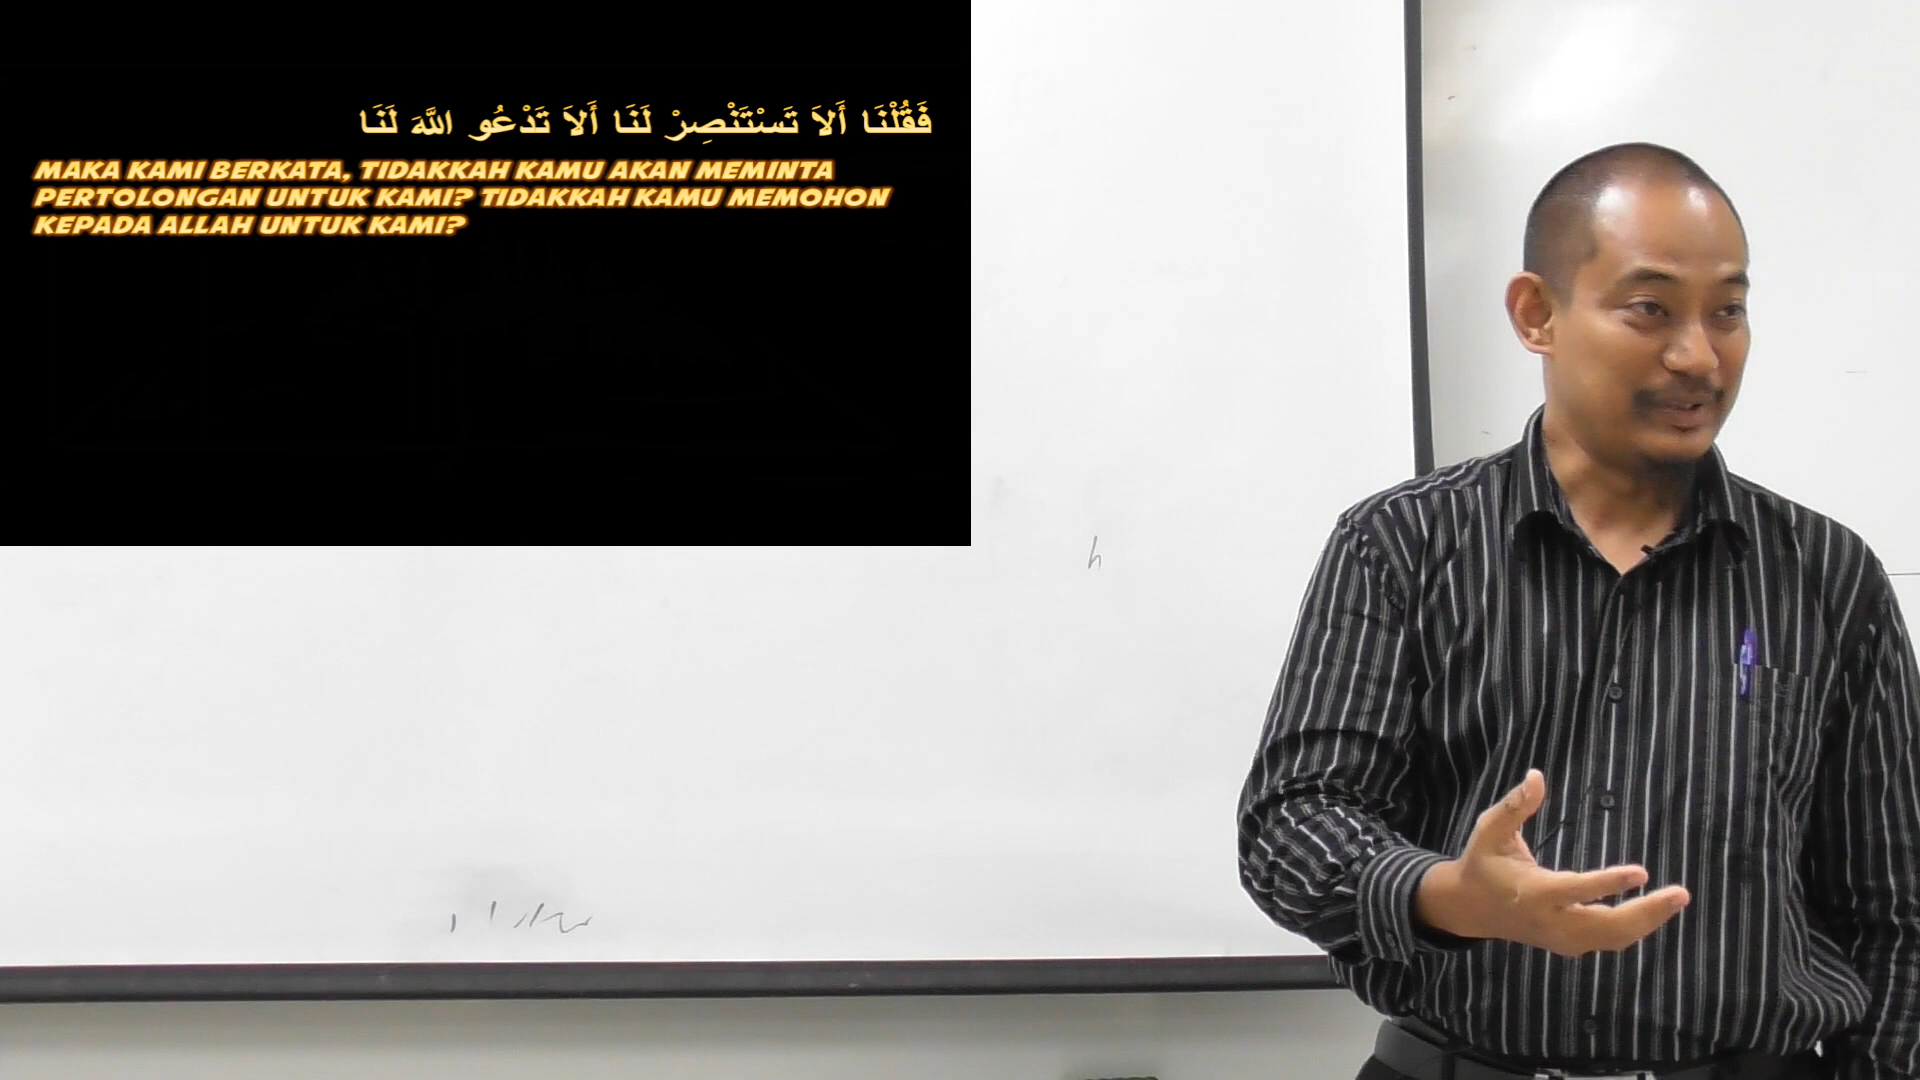 فَقُلْنَا أَلاَ تَسْتَنْصِرْ لَنَا أَلاَ تَدْعُو اللَّهَ لَنَا
MAKA KAMI BERKATA, TIDAKKAH KAMU AKAN MEMINTA
PERTOLONGAN UNTUK KAMI? TIDAKKAH KAMU MEMOHON
KEPADA ALLAH UNTUK KAMI?
h